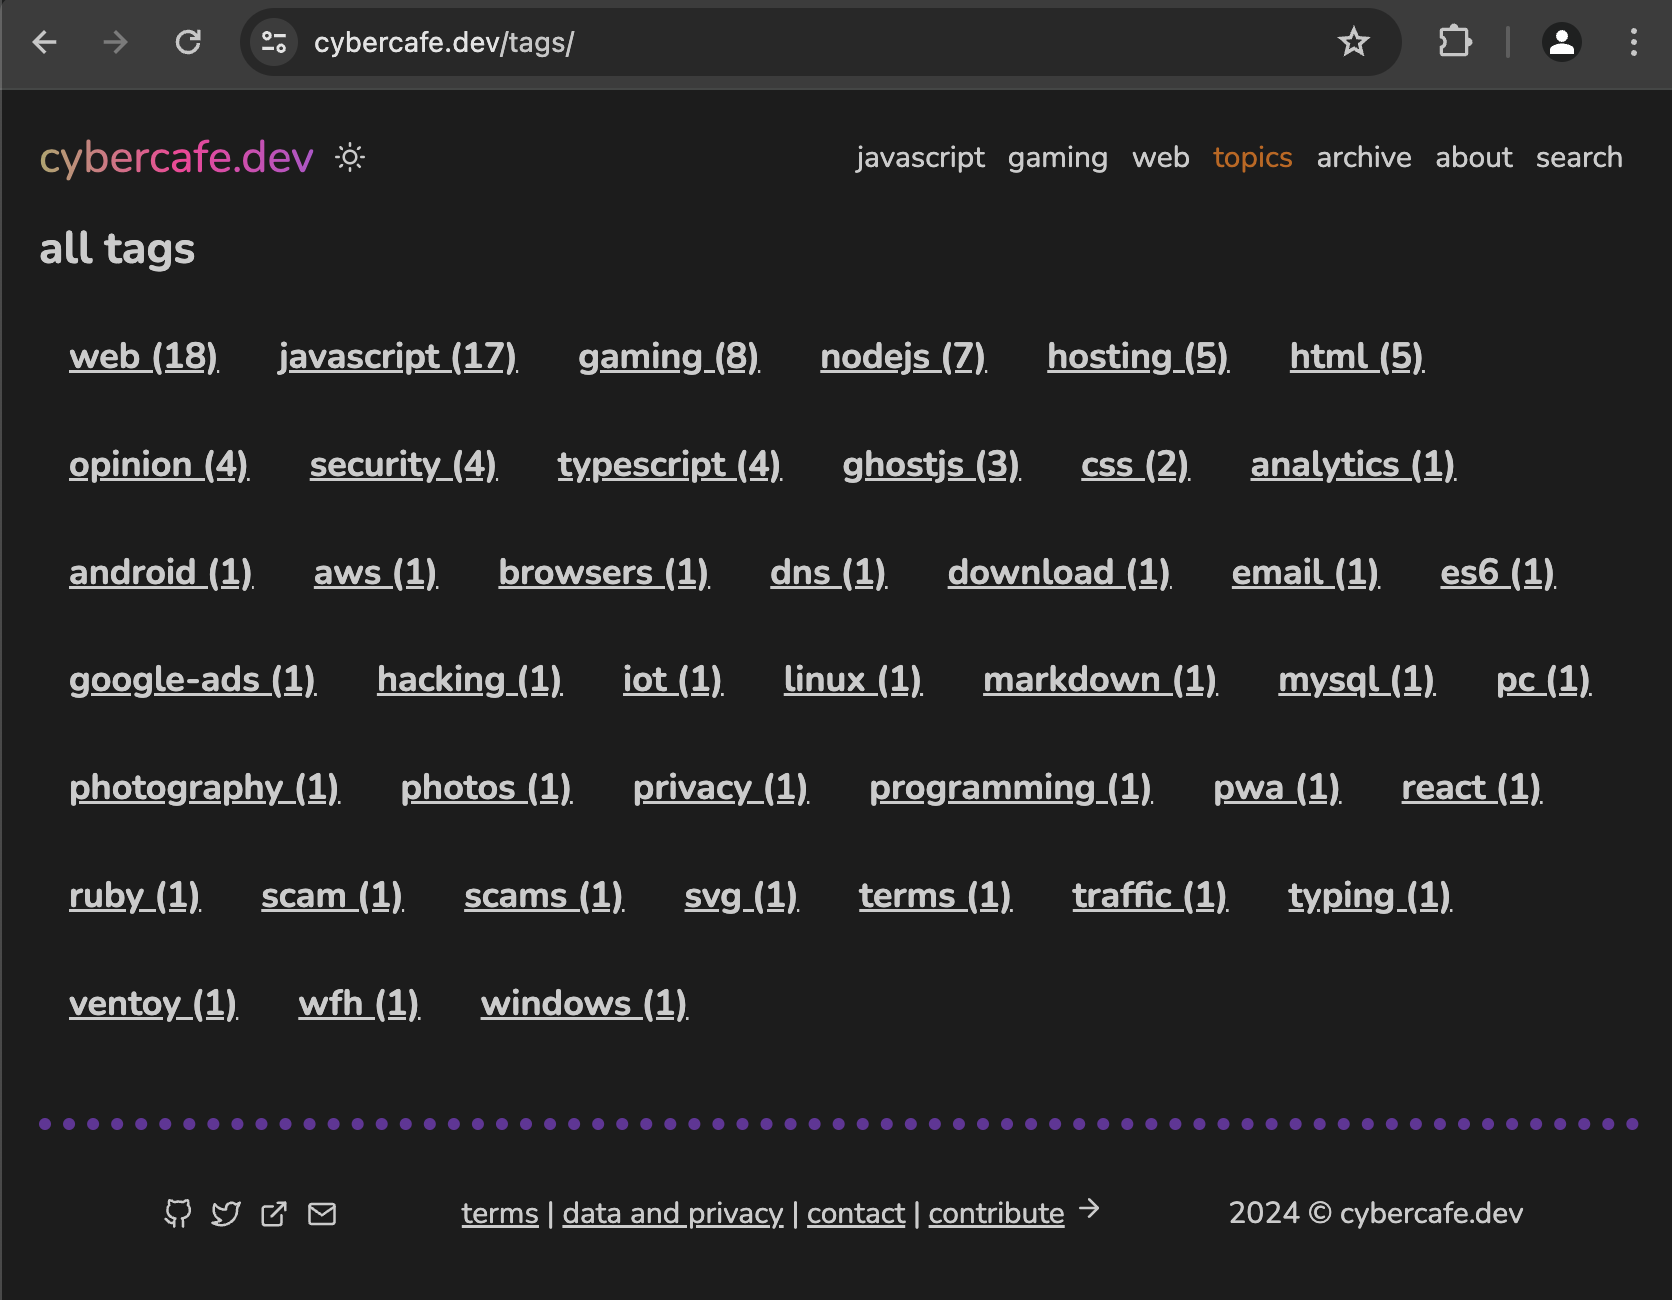 cybercafe.dev/tags/
cybercafe.dev javascript gaming web topics archive about search
all tags
web (18) javascript (17) gaming (8) nodejs (7) hosting (5) html (5)
opinion (4) security (4) typescript (4) ghostjs (3) css (2) analytics (1)
android (1) aws (1) browsers (1) dns (1) download (1) email (1) es6 (1)
google-ads (1) hacking (1) iot (1) linux (1) markdown (1) mysql (1) pc (1)
photography (1) photos (1) privacy (1) programming (1) pwa (1) react (1)
ruby (1) scam (1) scams (1) svg (1) terms (1) traffic (1) typing (1)
ventoy (1) wfh (1) windows (1)
terms | data and privacy | contact | contribute → 2024 © cybercafe.dev